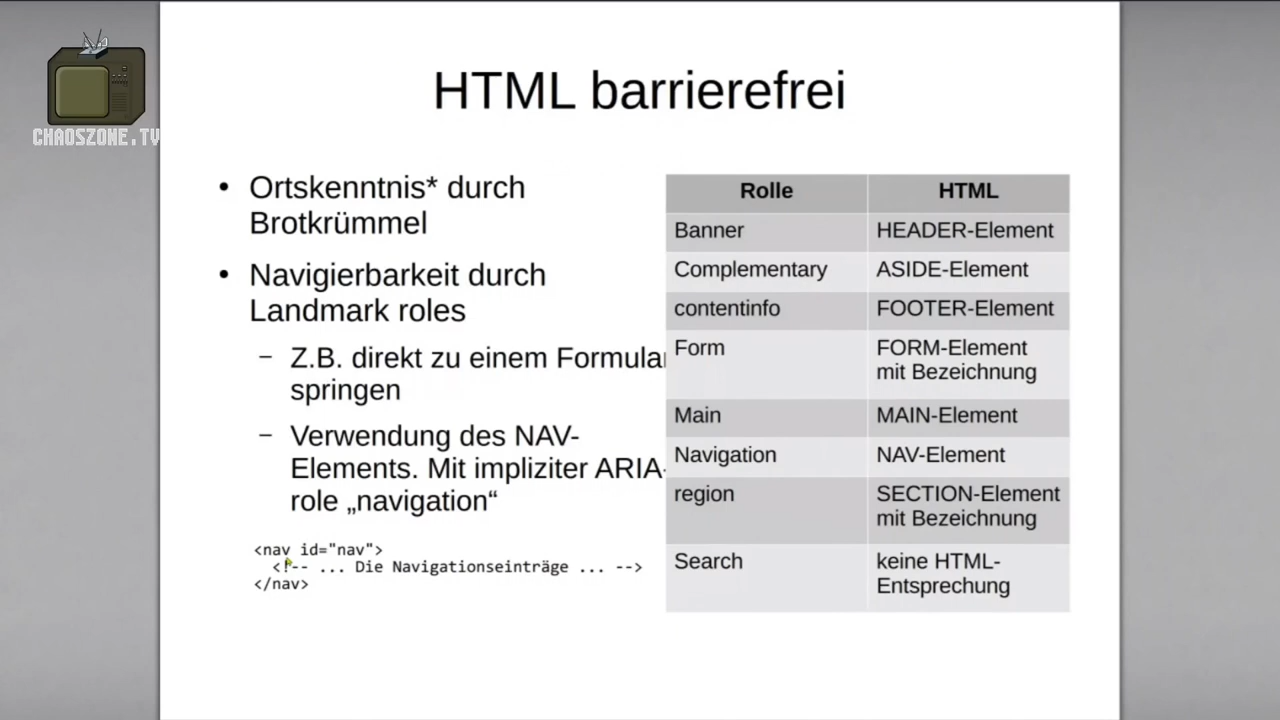 CHAOSZONE.TV
HTML barrierefrei
• Ortskenntnis* durch
Brotkrümmel
• Navigierbarkeit durch
Landmark roles
– Z.B. direkt zu einem Formular
springen
– Verwendung des NAV-
Elements. Mit impliziter ARIA-
role „navigation“
<nav id="nav">
<!-- ... Die Navigationseinträge ... -->
</nav>
Rolle HTML
Banner HEADER-Element
Complementary ASIDE-Element
contentinfo FOOTER-Element
Form FORM-Element
mit Bezeichnung
Main MAIN-Element
Navigation NAV-Element
region SECTION-Element
mit Bezeichnung
Search keine HTML-
Entsprechung